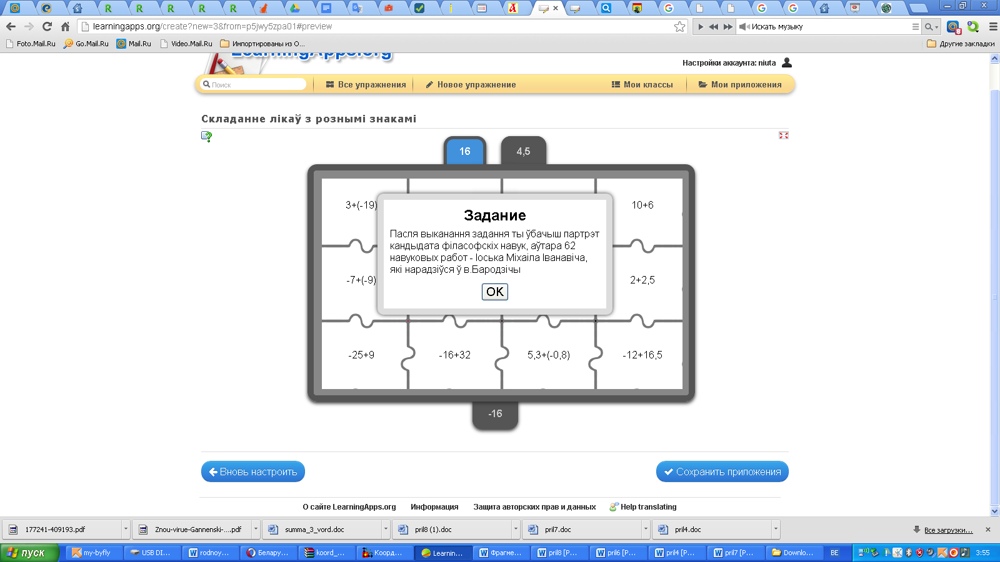 learningapps.org/create?new=3&from=p5jwy5zpa01#preview
Искать музыку
Foto.Mail.Ru
Go.Mail.Ru
Mail.Ru
Video.Mail.Ru
Импортированы из О...
Другие закладки
LearningApps.org
Настройки аккаунта: niuta
Поиск
Все упражнения
Новое упражнение
Мои классы
Мои приложения
Складанне лікаў з рознымі знакамі
16
4,5
3+(-19)
10+6
Задание
Пасля выканання задання ты ўбачыш партрэт
кандыдата філасофскіх навук, аўтара 62
навуковых работ - Іоська Міхаіла Іванавіча,
які нарадзіўся ў в.Бародзічы
OK
-7+(-9)
2+2,5
-25+9
-16+32
5,3+(-0,8)
-12+16,5
-16
Вновь настроить
Сохранить приложения
О сайте LearningApps.org
Информация
Защита авторских прав и данных
Help translating
177241-409193.pdf
Znou-virue-Gannenski-....pdf
summa_3_vord.doc
pril8 (1).doc
pril7.doc
pril4.doc
Все загрузки...
пуск
my-byfly
USB DI...
rodnoy...
Белару...
koord_...
Коорд...
Learnin...
Фрагме...
pril8 [Р...
pril6 [Р...
pril4 [Р...
pril7 [Р...
Downlo...
BE
3:55